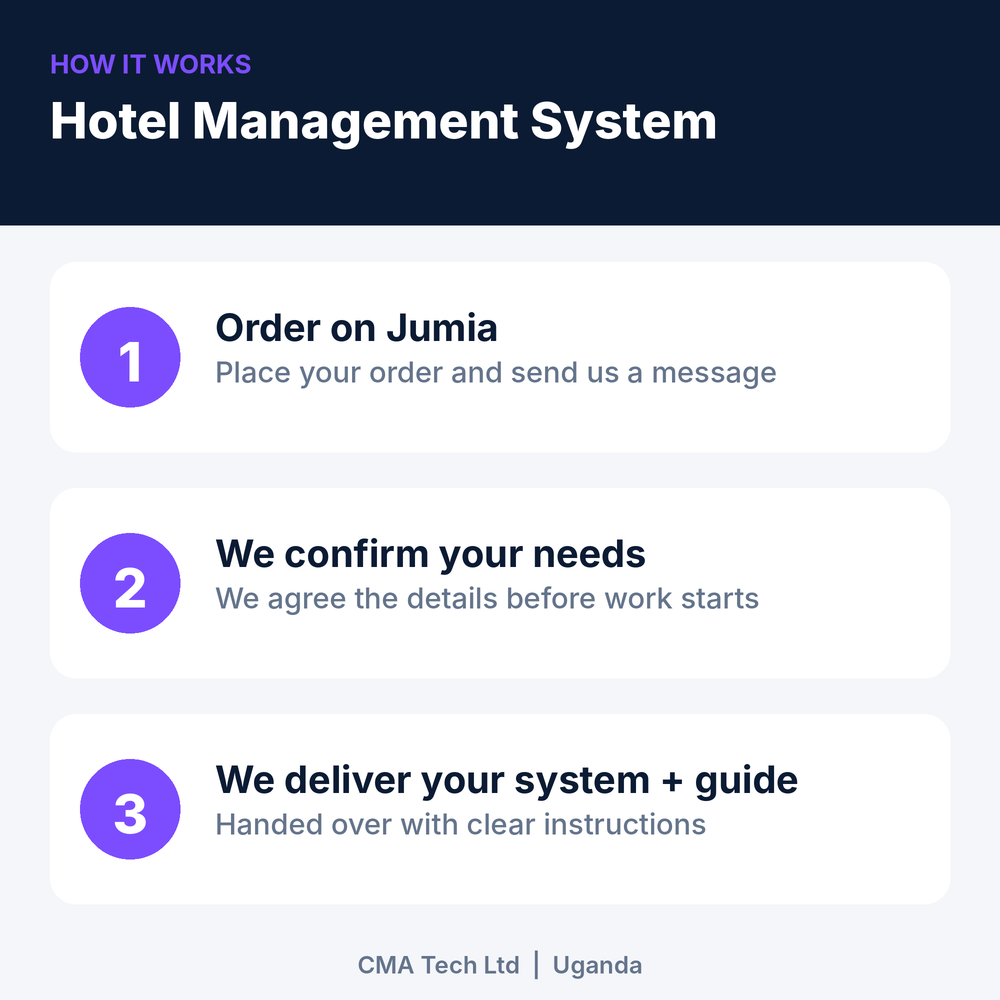 HOW IT WORKS
Hotel Management System
1
Order on Jumia
Place your order and send us a message
2
We confirm your needs
We agree the details before work starts
3
We deliver your system + guide
Handed over with clear instructions
CMA Tech Ltd | Uganda